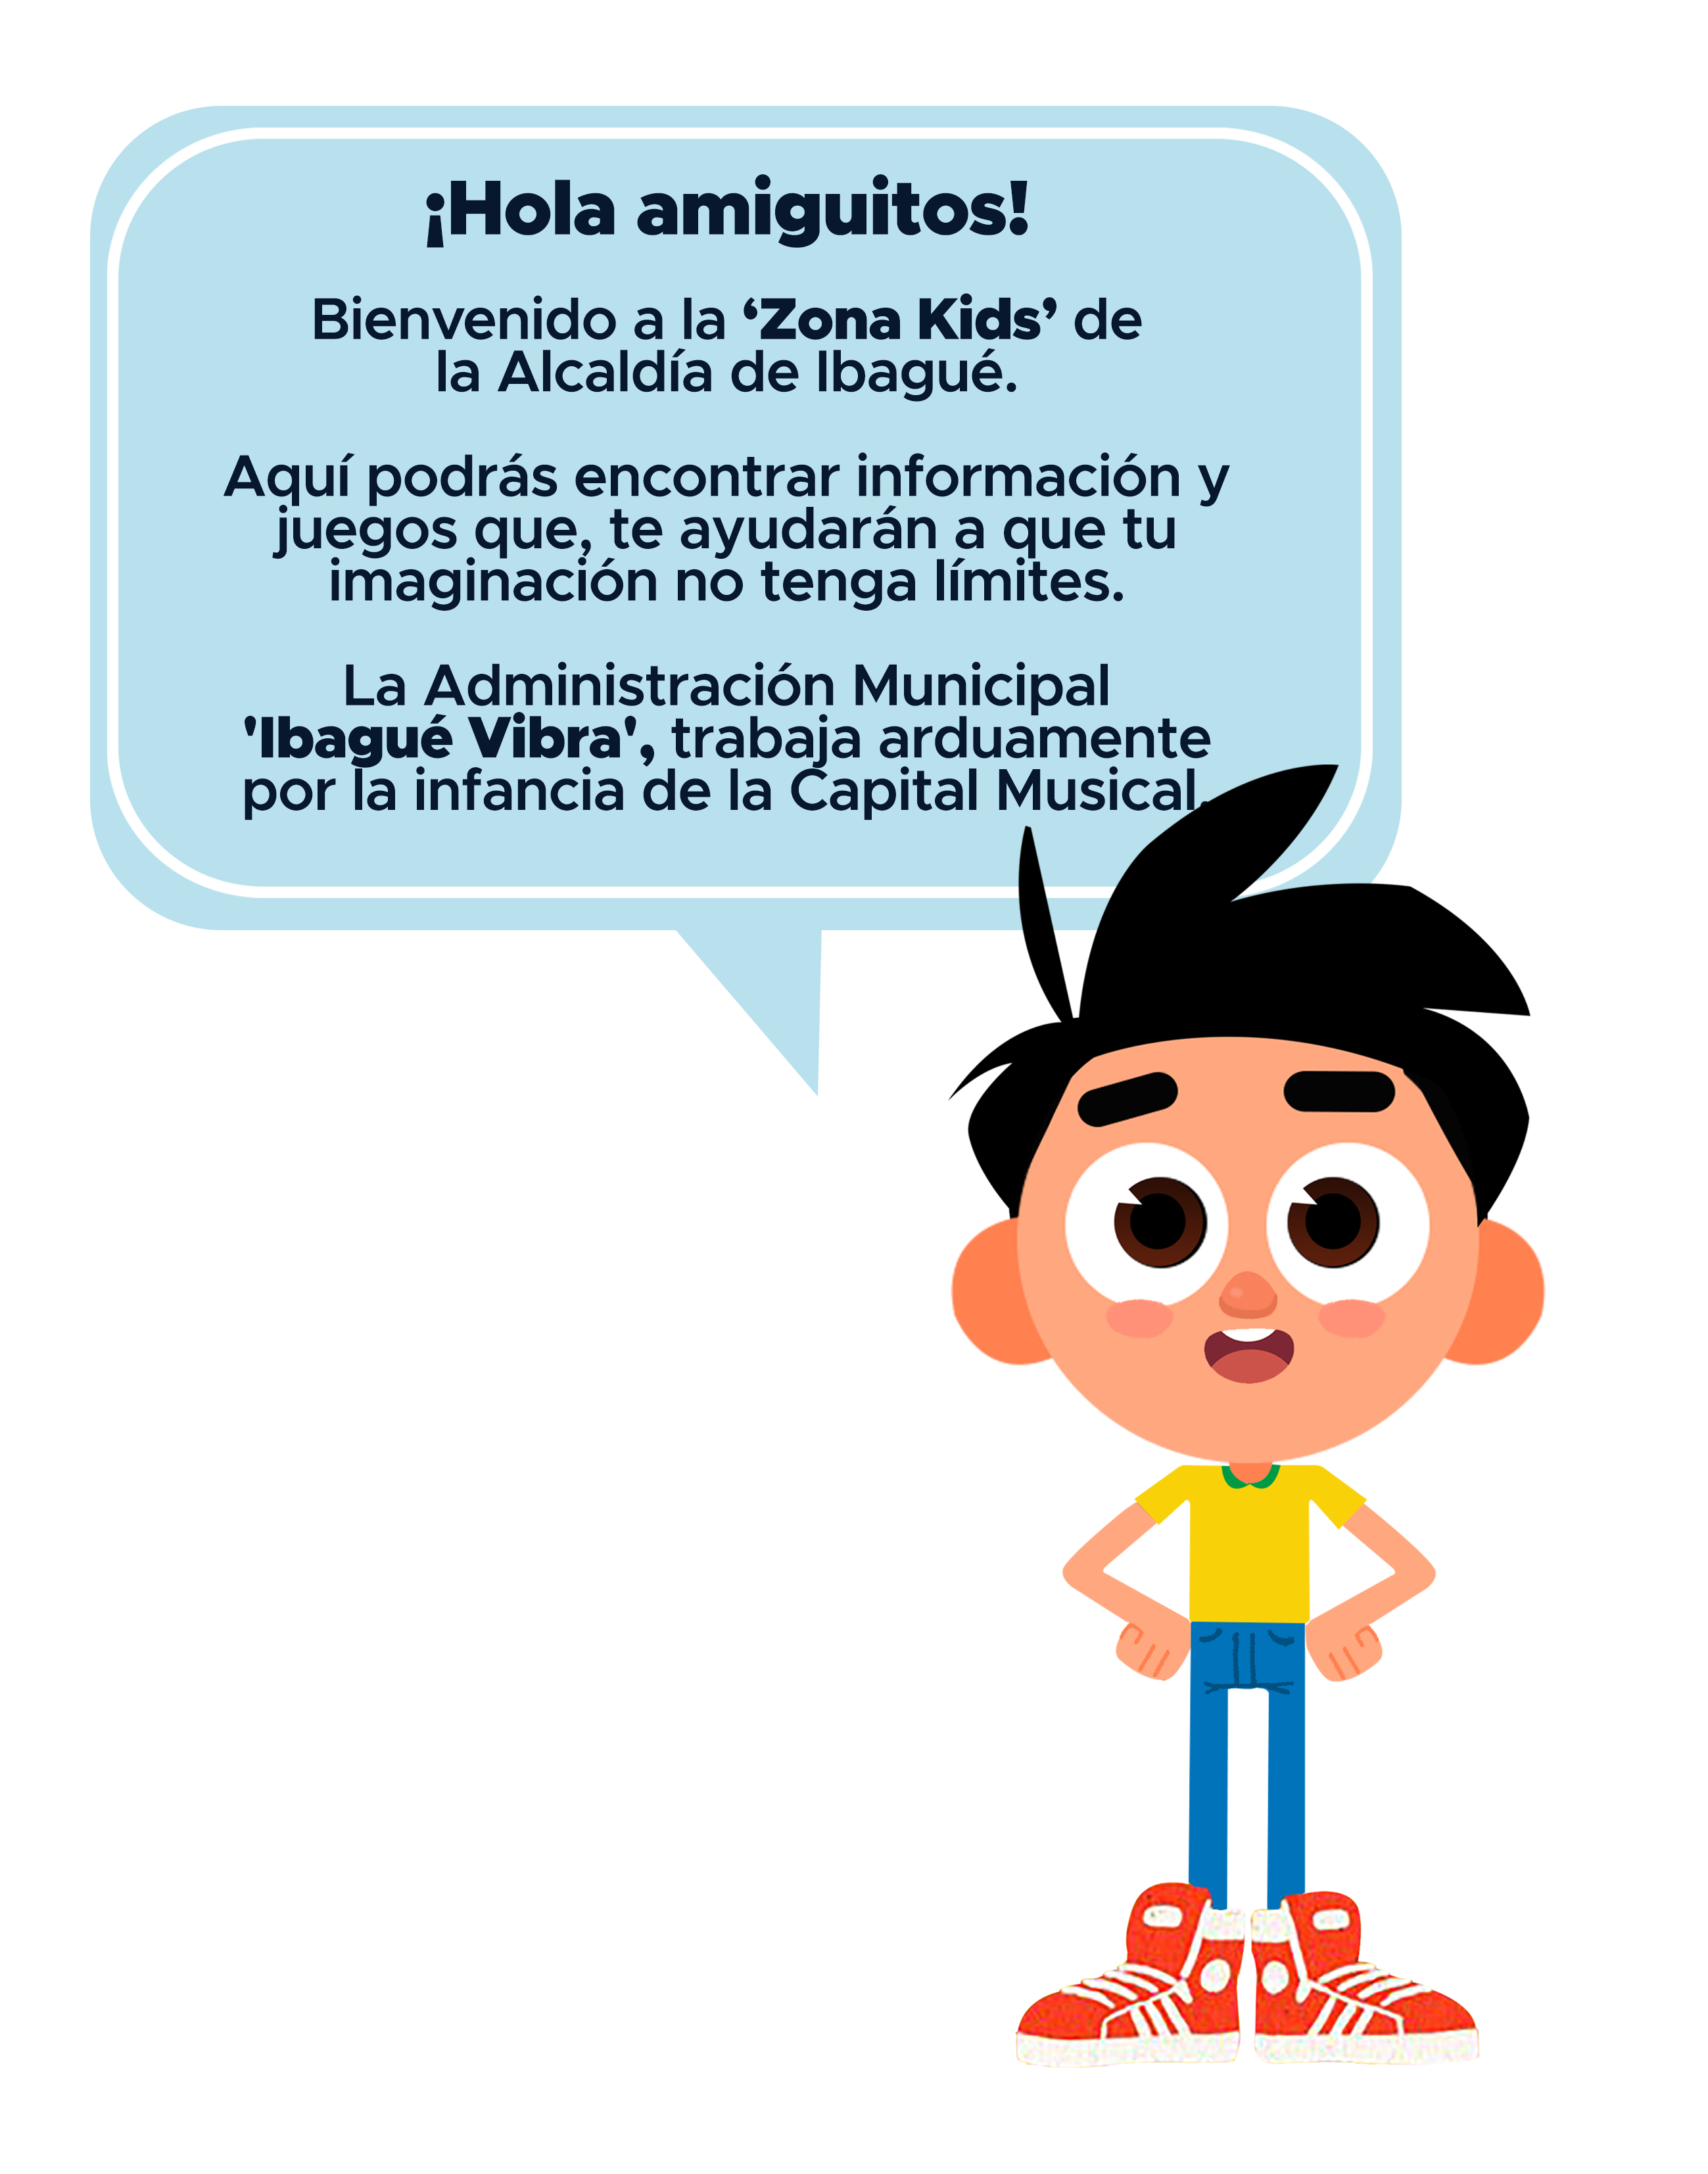 ¡Hola amiguitos!
Bienvenido a la ‘Zona Kids’ de
la Alcaldía de Ibagué.
Aquí podrás encontrar información y
juegos que, te ayudarán a que tu
imaginación no tenga límites.
La Administración Municipal
'Ibagué Vibra', trabaja arduamente
por la infancia de la Capital Musical.